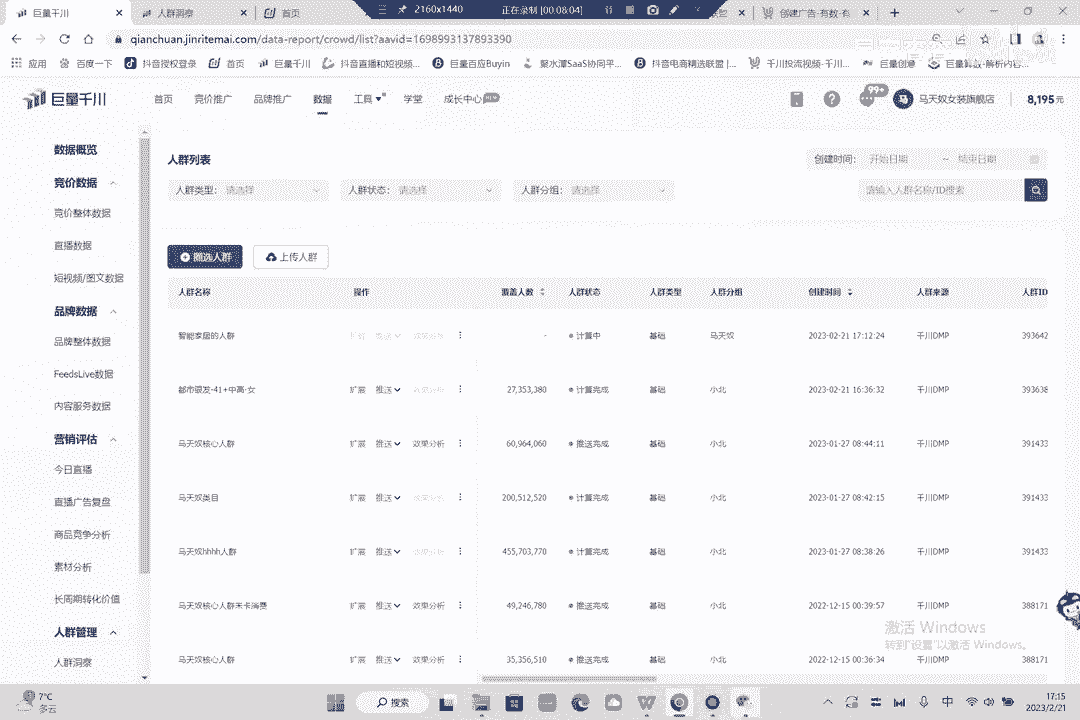 2160x1440 正在录制 [00:08:04]
巨量千川 人群洞察 首页 创建广告-有数-有
qianchuan.jinritemai.com/data-report/crowd/list?aavid=1698993137893390
应用 百度一下 抖音授权登录 首页 巨量千川 抖音直播和短视频... 巨量百应Buyin 聚水潭SaaS协同平... 抖音电商精选联盟 |... 千川投流视频-千川... 巨量创意 巨量算数-解析内容...
巨量千川 首页 竞价推广 品牌推广 数据 工具 学堂 成长中心 99+ 马天奴女装旗舰店 8,195元
数据概览
竞价数据
竞价整体数据
直播数据
短视频/图文数据
品牌数据
品牌整体数据
FeedsLive数据
内容服务数据
营销评估
今日直播
直播广告复盘
商品竞争分析
素材分析
长周期转化价值
人群管理
人群洞察
人群列表 创建时间: 开始日期 ~ 结束日期
人群类型: 请选择 人群状态: 请选择 人群分组: 请选择 请输入人群名称/ID搜索
圈选人群 上传人群
人群名称 操作 覆盖人数 人群状态 人群类型 人群分组 创建时间 人群来源 人群ID
智能家居的人群 扩展 推送 效果分析 - 计算中 基础 马天奴 2023-02-21 17:12:24 千川DMP 393642
都市银发-41+中高-女 扩展 推送 效果分析 27,353,380 计算完成 基础 小北 2023-02-21 16:36:32 千川DMP 393638
马天奴核心人群 扩展 推送 效果分析 60,964,060 推送完成 基础 小北 2023-01-27 08:44:11 千川DMP 391433
马天奴类目 扩展 推送 效果分析 200,512,520 计算完成 基础 小北 2023-01-27 08:42:15 千川DMP 391433
马天奴hhhh人群 扩展 推送 效果分析 455,703,770 计算完成 基础 小北 2023-01-27 08:38:26 千川DMP 391433
马天奴核心人群未卡消费 扩展 推送 效果分析 49,246,780 推送完成 基础 小北 2022-12-15 00:39:57 千川DMP 388171
马天奴核心人群 扩展 推送 效果分析 35,356,510 推送完成 基础 小北 2022-12-15 00:36:34 千川DMP 388171
激活 Windows
转到"设置"以激活 Windows。
7°C
多云
搜索
中
17:15
2023/2/21